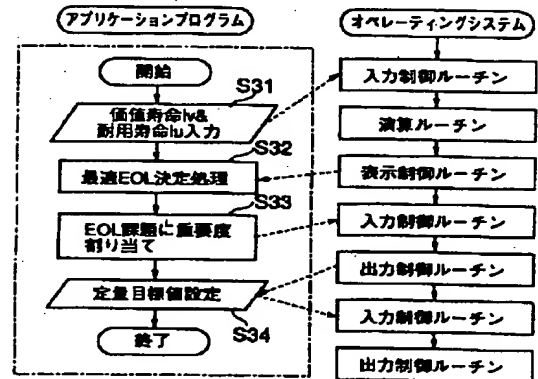 アプリケーションプログラム
オペレーティングシステム
開始
S31
価値寿命lv&
耐用寿命lu入力
S32
最適EOL決定処理
S33
EOL課題に重要度
割り当て
定量目標値設定
S34
終了
入力制御ルーチン
演算ルーチン
表示制御ルーチン
入力制御ルーチン
出力制御ルーチン
入力制御ルーチン
出力制御ルーチン